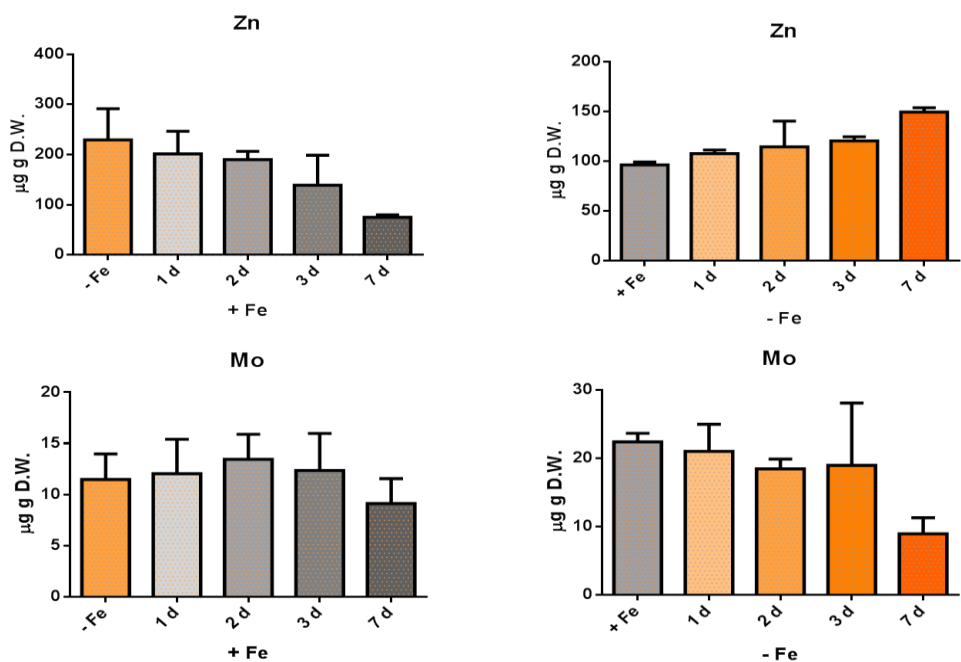 Zn
400
300
200
100
0
µg g D.W.
- Fe
1 d
2 d
3 d
7 d
+ Fe
Zn
200
150
100
50
0
µg g D.W.
+ Fe
1 d
2 d
3 d
7 d
- Fe
Mo
20
15
10
5
0
µg g D.W.
- Fe
1 d
2 d
3 d
7 d
+ Fe
Mo
30
20
10
0
µg g D.W.
+ Fe
1 d
2 d
3 d
7 d
- Fe